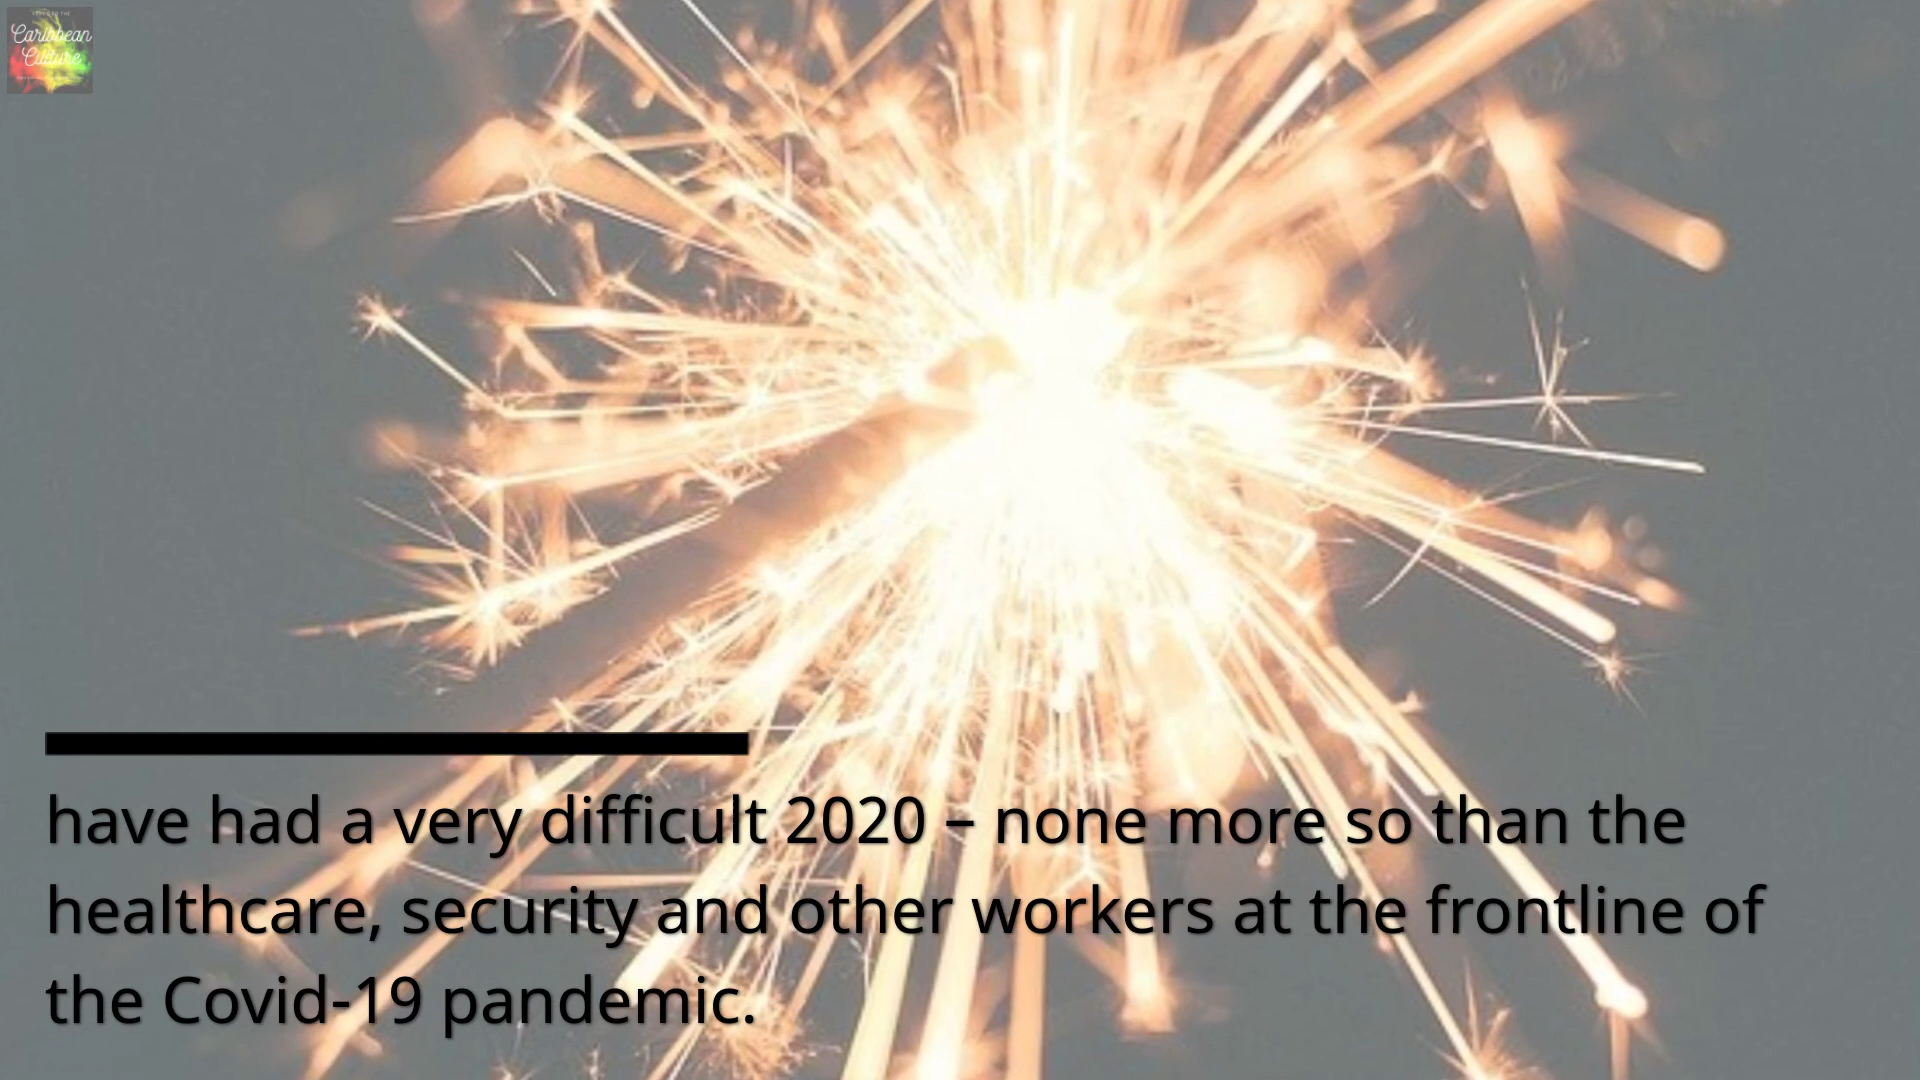 Caribbean
Culture
have had a very difficult 2020 – none more so than the
healthcare, security and other workers at the frontline of
the Covid-19 pandemic.